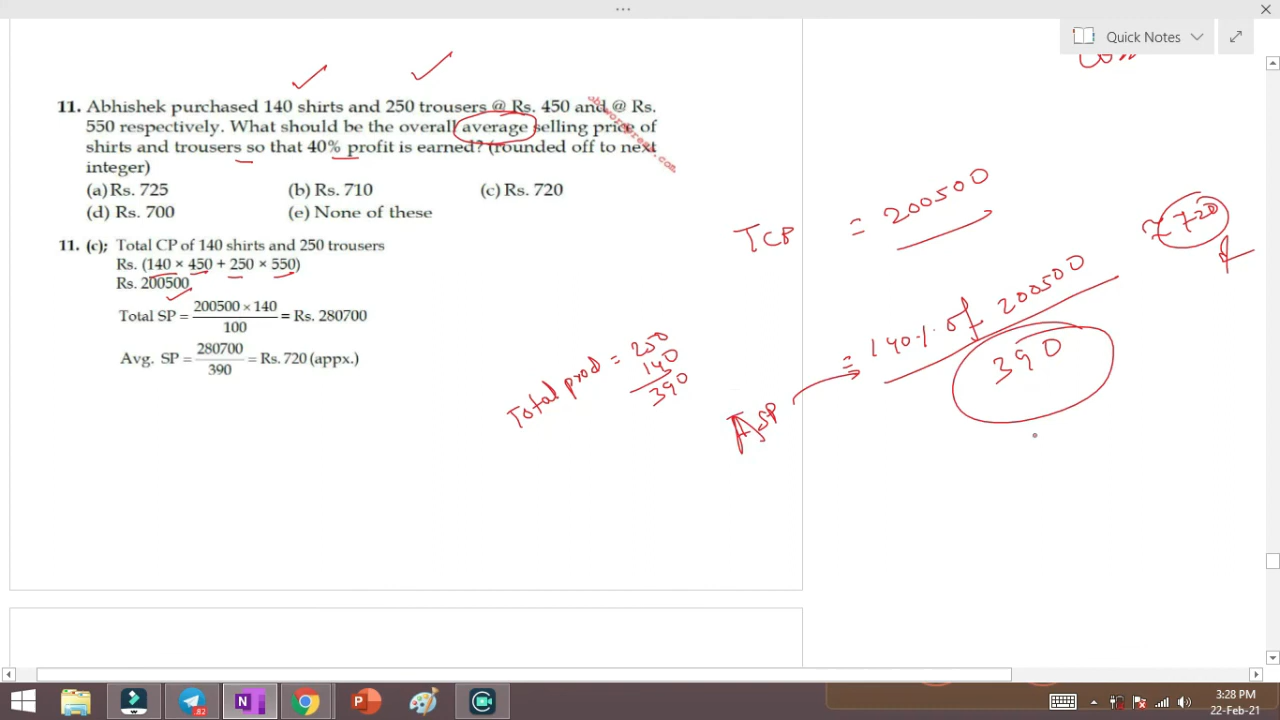 Quick Notes
11. Abhishek purchased 140 shirts and 250 trousers @ Rs. 450 and @ Rs.
550 respectively. What should be the overall average selling price of
shirts and trousers so that 40% profit is earned? (rounded off to next
integer)
(a) Rs. 725 (b) Rs. 710 (c) Rs. 720
(d) Rs. 700 (e) None of these
11. (c); Total CP of 140 shirts and 250 trousers
Rs. (140 × 450 + 250 × 550)
Rs. 200500
Total SP = 200500 × 140 / 100 = Rs. 280700
Avg. SP = 280700 / 390 = Rs. 720 (appx.)
TCP = 200500
≈ 720
Total prod = 250
140
390
ASP = 140% of 200500
390
82
3:28 PM
22-Feb-21